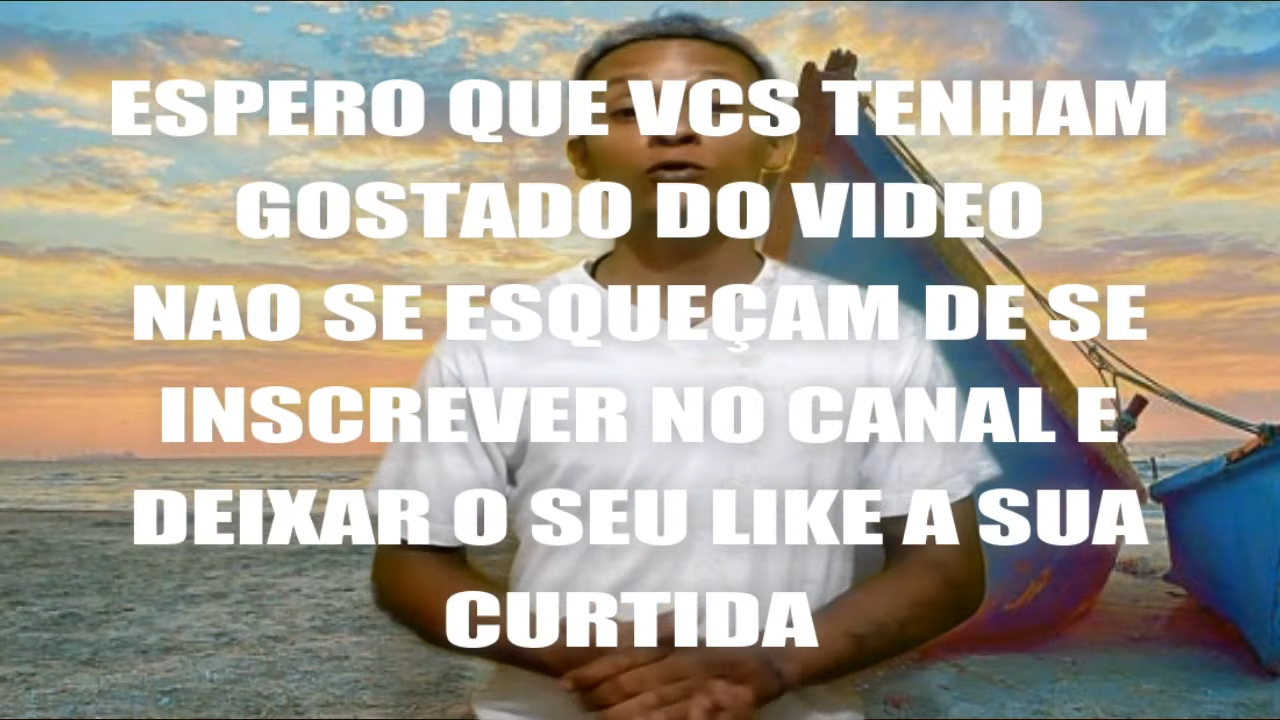 ESPERO QUE VCS TENHAM
GOSTADO DO VIDEO
NAO SE ESQUEÇAM DE SE
INSCREVER NO CANAL E
DEIXAR O SEU LIKE A SUA
CURTIDA